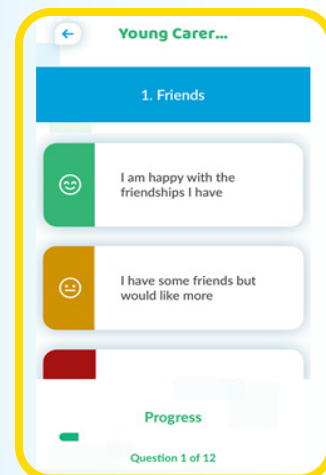 Young Carer...
1. Friends
I am happy with the
friendships I have
I have some friends but
would like more
Progress
Question 1 of 12